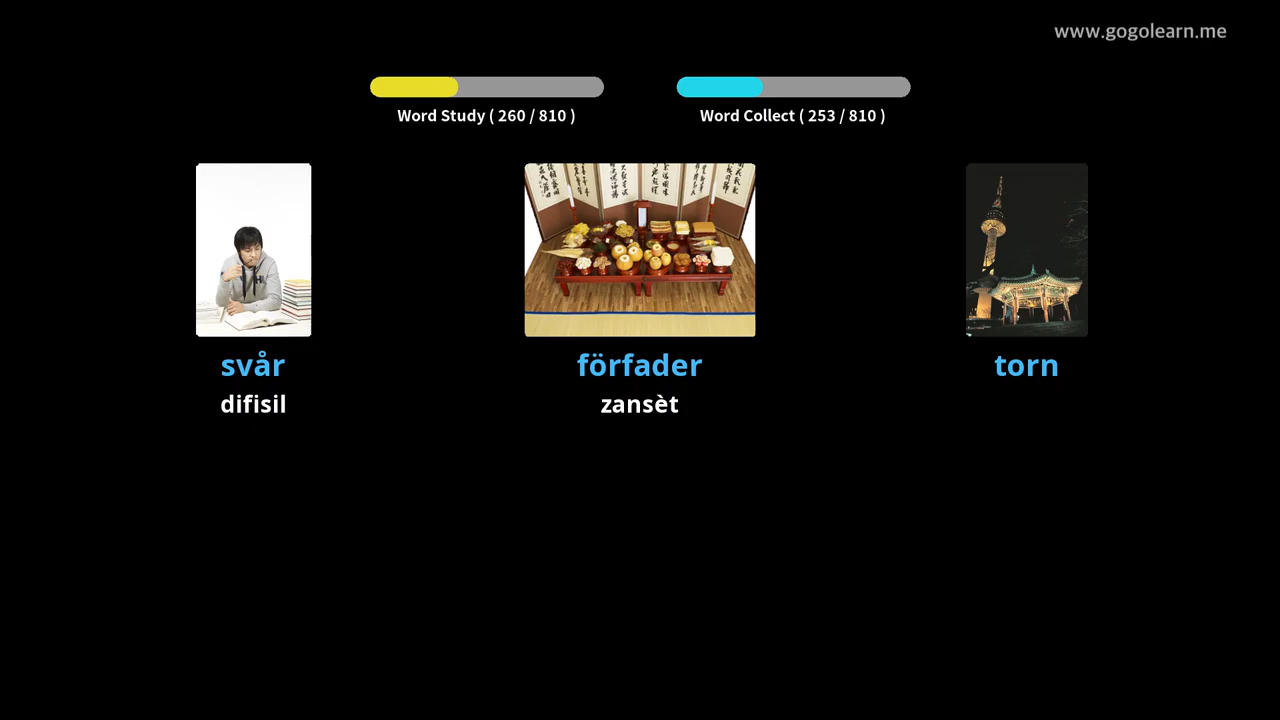 www.gogolearn.me
Word Study ( 260 / 810 )
Word Collect ( 253 / 810 )
svår
förfader
torn
difisil
zansèt